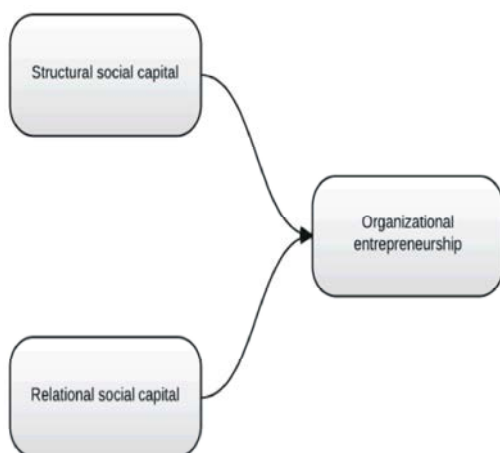 Structural social capital
Organizational
entrepreneurship
Relational social capital